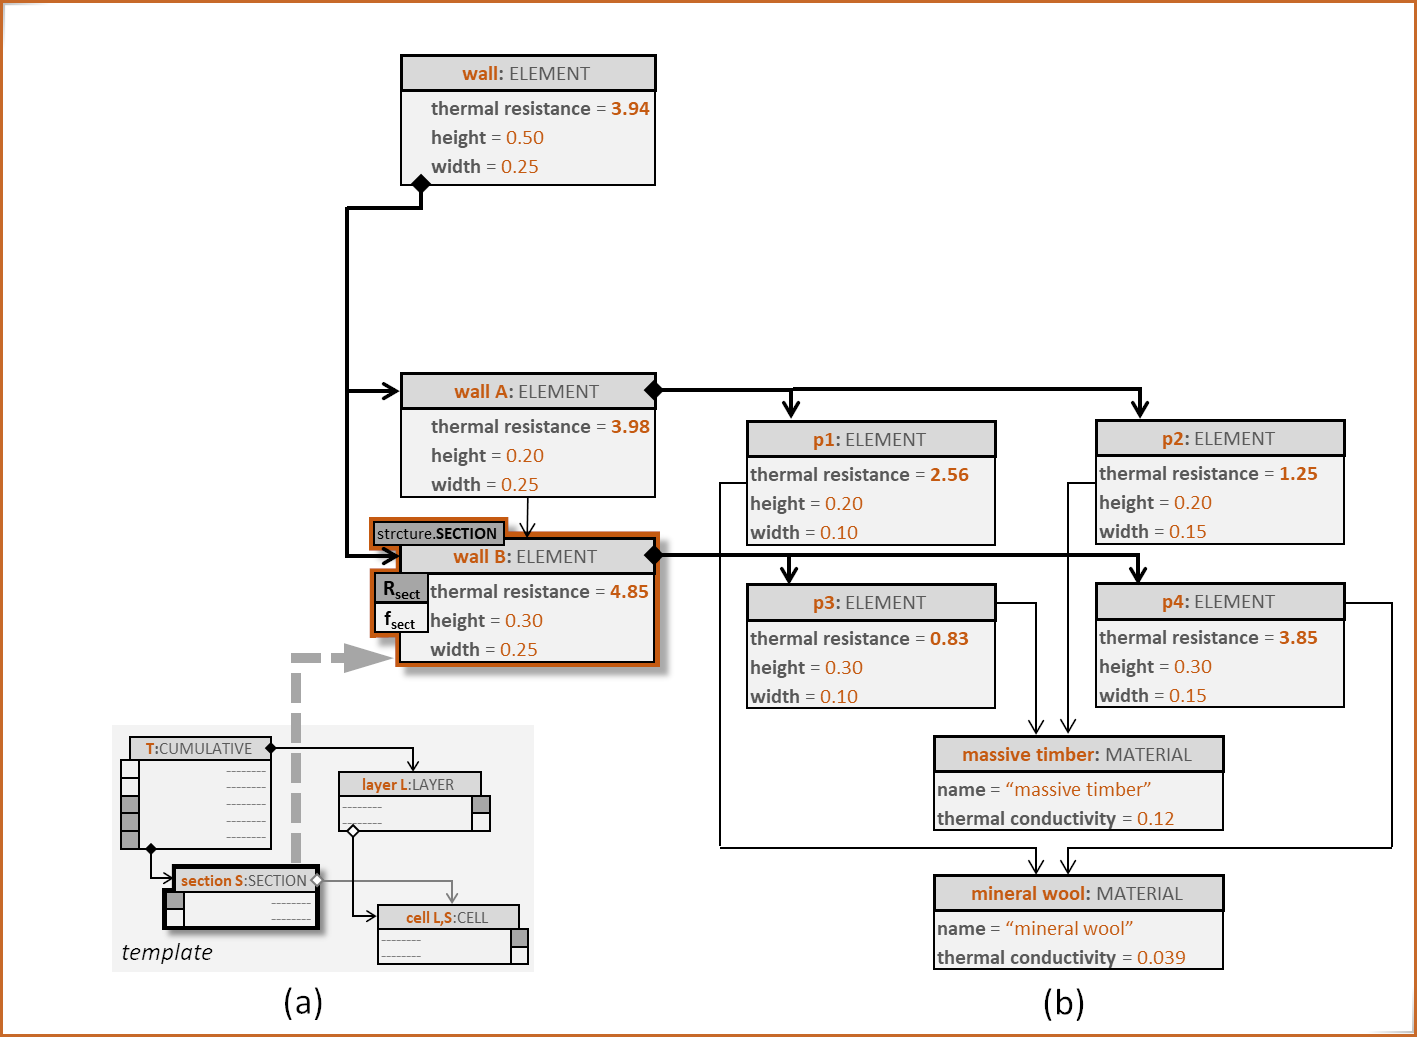 wall: ELEMENT
thermal resistance = 3.94
height = 0.50
width = 0.25
wall A: ELEMENT
thermal resistance = 3.98
height = 0.20
width = 0.25
p1: ELEMENT
thermal resistance = 2.56
height = 0.20
width = 0.10
p2: ELEMENT
thermal resistance = 1.25
height = 0.20
width = 0.15
strcture.SECTION
wall B: ELEMENT
Rsect
fsect
thermal resistance = 4.85
height = 0.30
width = 0.25
p3: ELEMENT
thermal resistance = 0.83
height = 0.30
width = 0.10
p4: ELEMENT
thermal resistance = 3.85
height = 0.30
width = 0.15
massive timber: MATERIAL
name = “massive timber”
thermal conductivity = 0.12
mineral wool: MATERIAL
name = “mineral wool”
thermal conductivity = 0.039
T:CUMULATIVE
layer L:LAYER
section S:SECTION
cell L,S:CELL
template
(a)
(b)